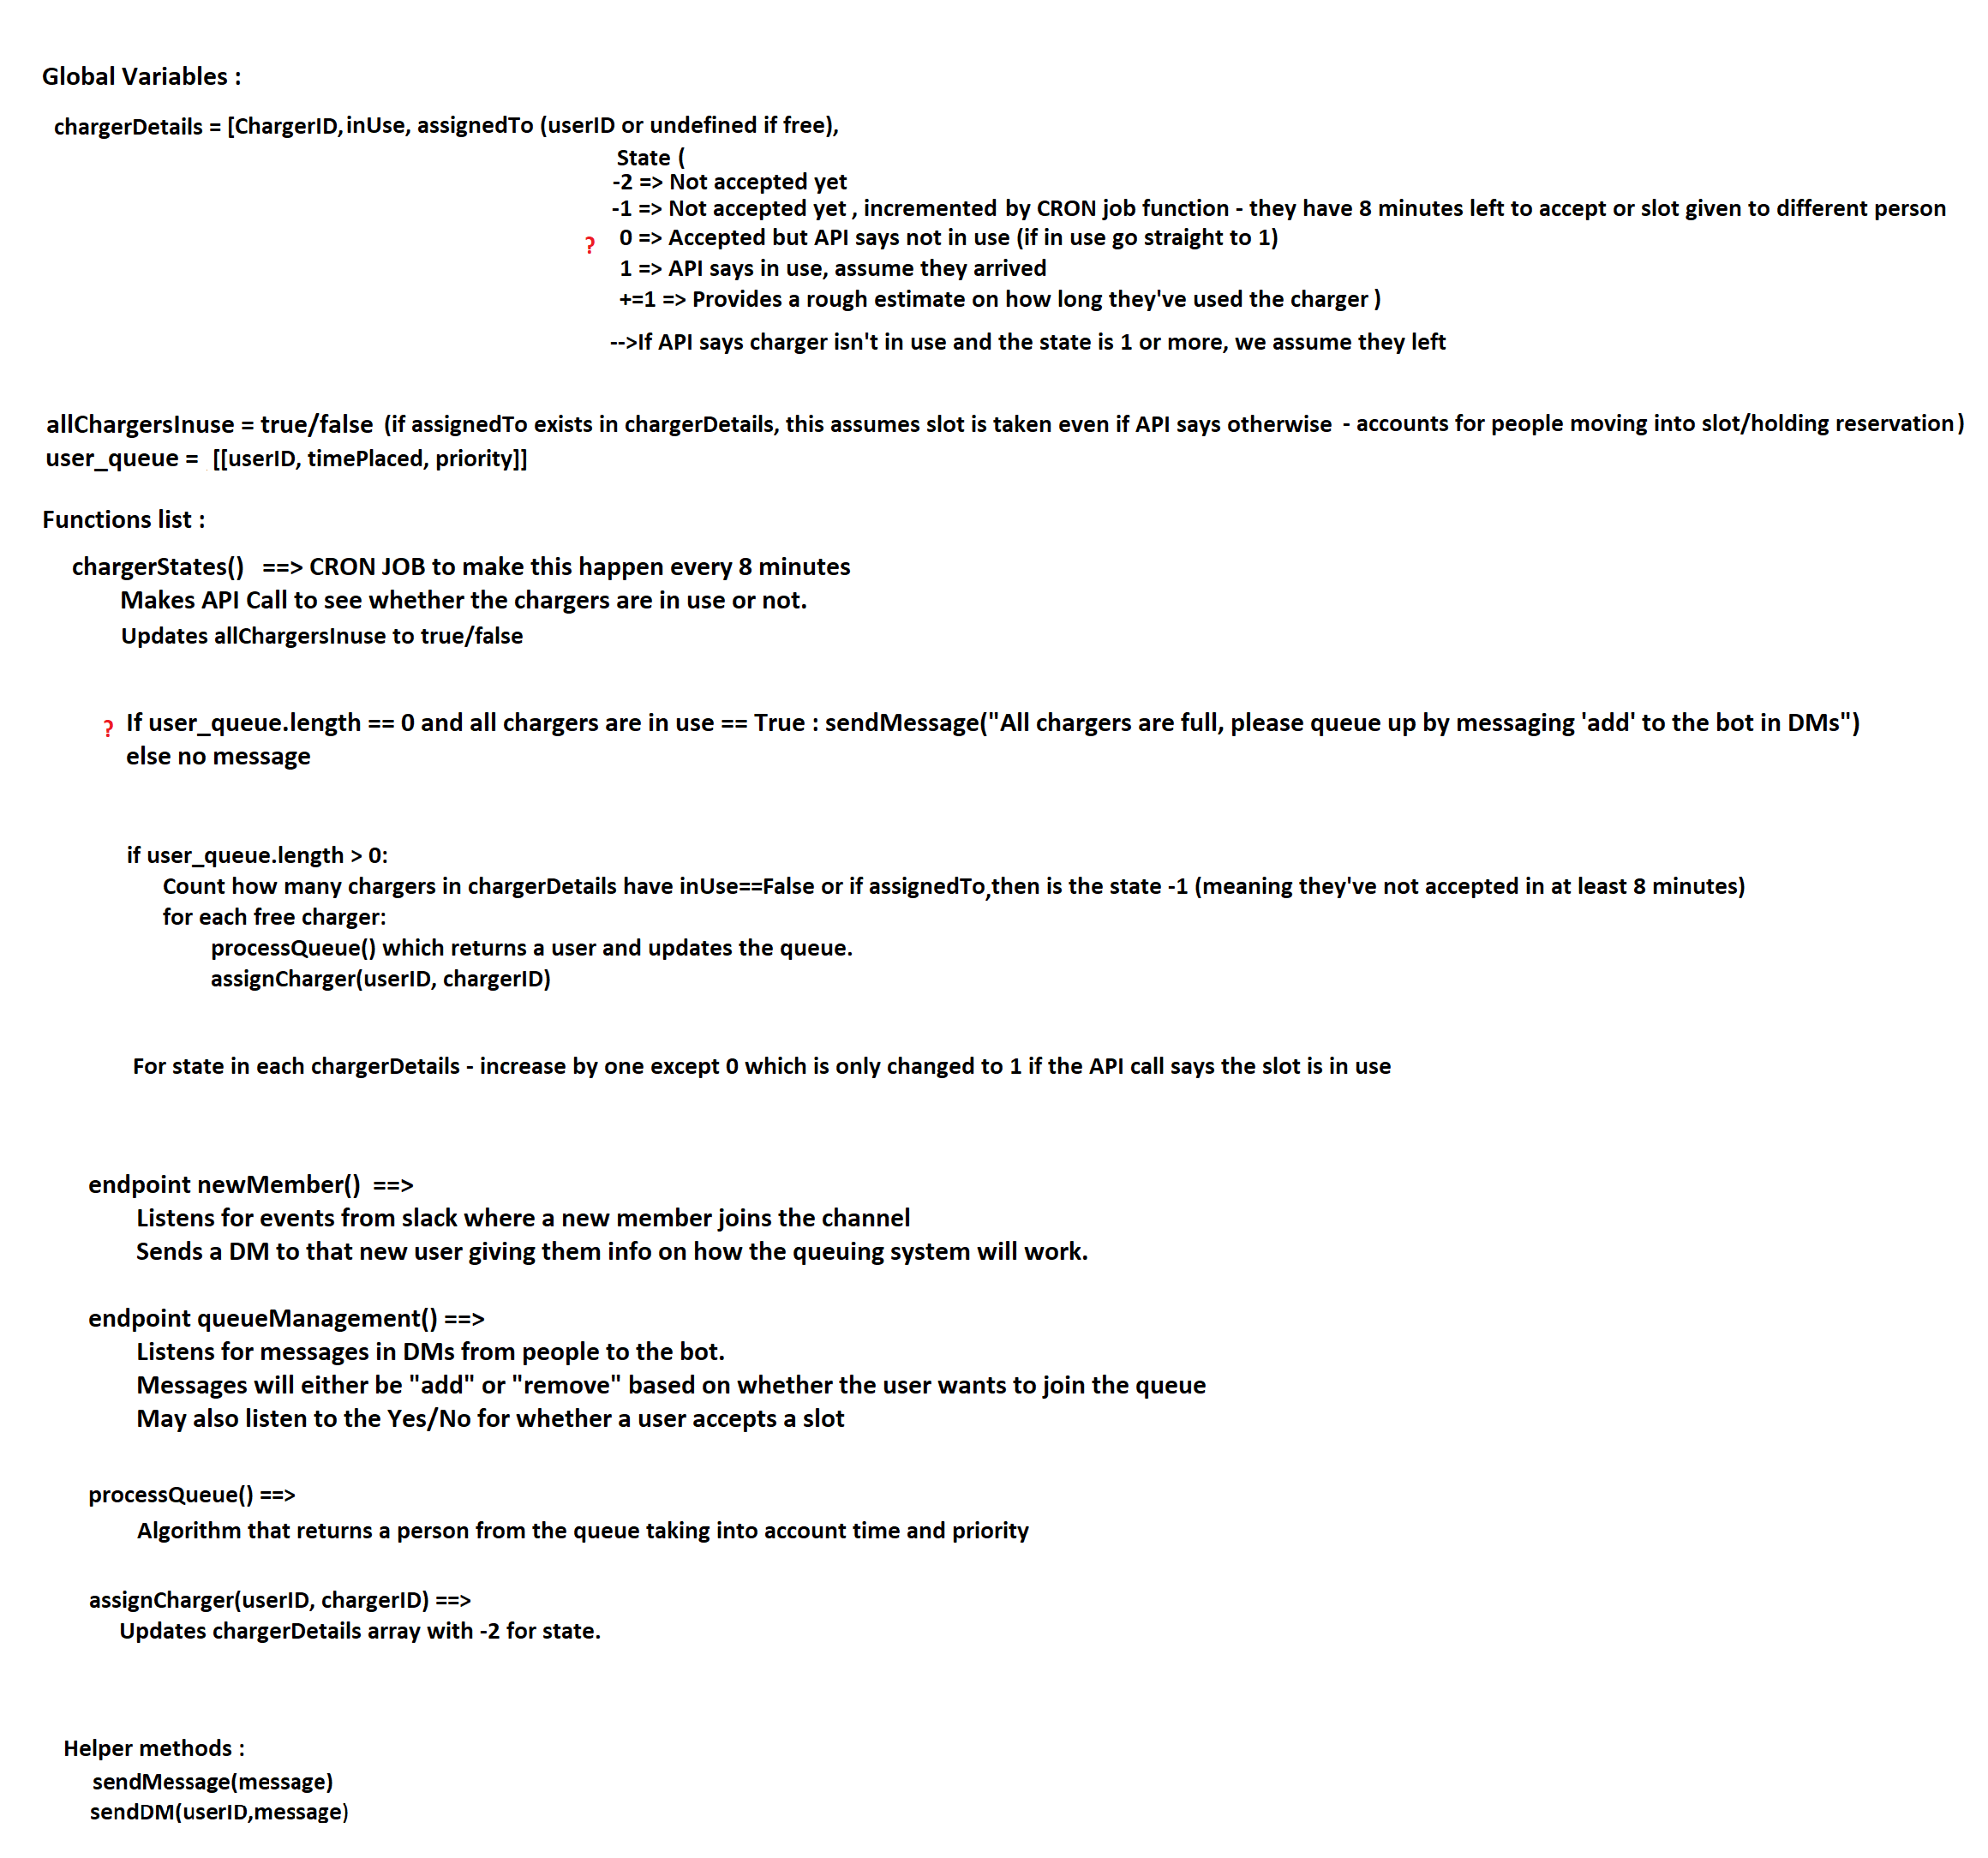 Global Variables :
chargerDetails = [ChargerID, inUse, assignedTo (userID or undefined if free),
State (
-2 => Not accepted yet
-1 => Not accepted yet , incremented by CRON job function - they have 8 minutes left to accept or slot given to different person
? 0 => Accepted but API says not in use (if in use go straight to 1)
1 => API says in use, assume they arrived
+=1 => Provides a rough estimate on how long they've used the charger )
-->If API says charger isn't in use and the state is 1 or more, we assume they left
allChargersInuse = true/false (if assignedTo exists in chargerDetails, this assumes slot is taken even if API says otherwise - accounts for people moving into slot/holding reservation)
user_queue = [[userID, timePlaced, priority]]
Functions list :
chargerStates() ==> CRON JOB to make this happen every 8 minutes
Makes API Call to see whether the chargers are in use or not.
Updates allChargersInuse to true/false
? If user_queue.length == 0 and all chargers are in use == True : sendMessage("All chargers are full, please queue up by messaging 'add' to the bot in DMs")
else no message
if user_queue.length > 0:
Count how many chargers in chargerDetails have inUse==False or if assignedTo,then is the state -1 (meaning they've not accepted in at least 8 minutes)
for each free charger:
processQueue() which returns a user and updates the queue.
assignCharger(userID, chargerID)
For state in each chargerDetails - increase by one except 0 which is only changed to 1 if the API call says the slot is in use
endpoint newMember() ==>
Listens for events from slack where a new member joins the channel
Sends a DM to that new user giving them info on how the queuing system will work.
endpoint queueManagement() ==>
Listens for messages in DMs from people to the bot.
Messages will either be "add" or "remove" based on whether the user wants to join the queue
May also listen to the Yes/No for whether a user accepts a slot
processQueue() ==>
Algorithm that returns a person from the queue taking into account time and priority
assignCharger(userID, chargerID) ==>
Updates chargerDetails array with -2 for state.
Helper methods :
sendMessage(message)
sendDM(userID,message)